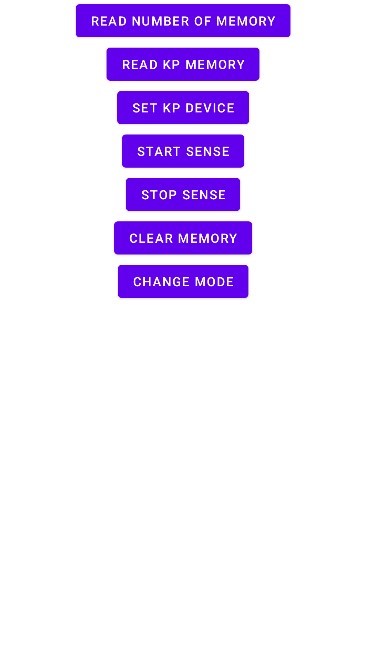 READ NUMBER OF MEMORY
READ KP MEMORY
SET KP DEVICE
START SENSE
STOP SENSE
CLEAR MEMORY
CHANGE MODE